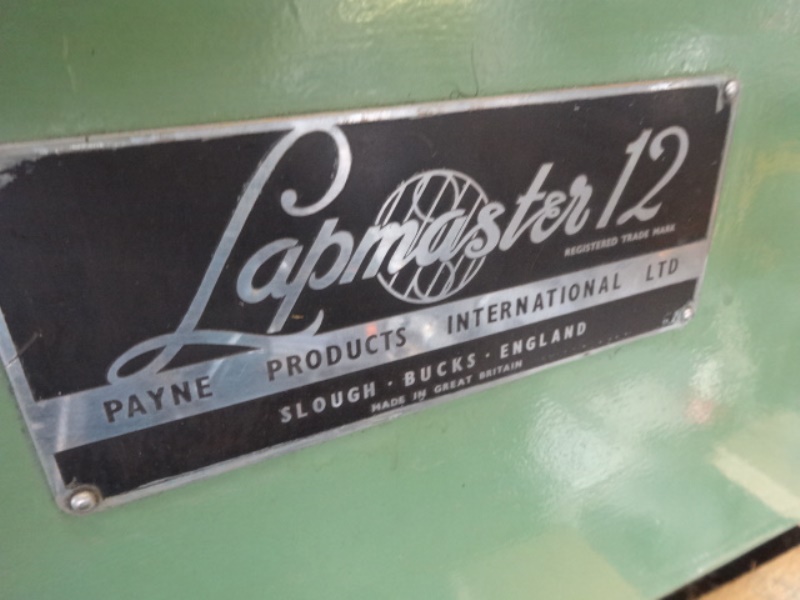 Lapmaster 12
REGISTERED TRADE MARK
PAYNE PRODUCTS INTERNATIONAL LTD
SLOUGH · BUCKS · ENGLAND
MADE IN GREAT BRITAIN